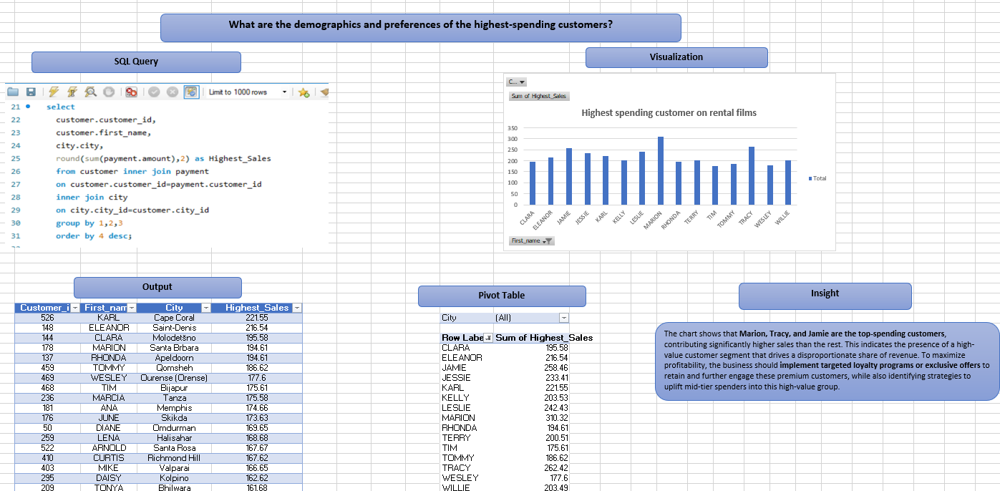 What are the demographics and preferences of the highest-spending customers?
SQL Query
Limit to 1000 rows
21 select
22 customer.customer_id,
23 customer.first_name,
24 city.city,
25 round(sum(payment.amount),2) as Highest_Sales
26 from customer inner join payment
27 on customer.customer_id=payment.customer_id
28 inner join city
29 on city.city_id=customer.city_id
30 group by 1,2,3
31 order by 4 desc;
Visualization
C...
Sum of Highest_Sales
Highest spending customer on rental films
350
300
250
200
150
100
50
0
CLARA
ELEANOR
JAMIE
JESSIE
KARL
KELLY
LESLIE
MARION
RHONDA
TERRY
TIM
TOMMY
TRACY
WESLEY
WILLIE
Total
First_name
Output
Customer_i First_nam City Highest_Sales
526 KARL Cape Coral 221.55
148 ELEANOR Saint-Denis 216.54
144 CLARA Molodetšno 195.58
178 MARION Santa Brbara 194.61
137 RHONDA Apeldoorn 194.61
459 TOMMY Qomsheh 186.62
469 WESLEY Ourense (Orense) 177.6
468 TIM Bijapur 175.61
236 MARCIA Tanza 175.58
181 ANA Memphis 174.66
176 JUNE Skikda 173.63
50 DIANE Omdurman 169.65
259 LENA Halisahar 168.68
522 ARNOLD Santa Rosa 167.67
410 CURTIS Richmond Hill 167.62
403 MIKE Valparai 166.65
295 DAISY Kolpino 162.62
209 TONYA Bhilwara 161.68
Pivot Table
City (All)
Row Labe Sum of Highest_Sales
CLARA 195.58
ELEANOR 216.54
JAMIE 258.46
JESSIE 233.41
KARL 221.55
KELLY 203.53
LESLIE 242.43
MARION 310.32
RHONDA 194.61
TERRY 200.51
TIM 175.61
TOMMY 186.62
TRACY 262.42
WESLEY 177.6
WILLIE 203.49
Insight
The chart shows that Marion, Tracy, and Jamie are the top-spending customers,
contributing significantly higher sales than the rest. This indicates the presence of a high-
value customer segment that drives a disproportionate share of revenue. To maximize
profitability, the business should implement targeted loyalty programs or exclusive offers to
retain and further engage these premium customers, while also identifying strategies to
uplift mid-tier spenders into this high-value group.